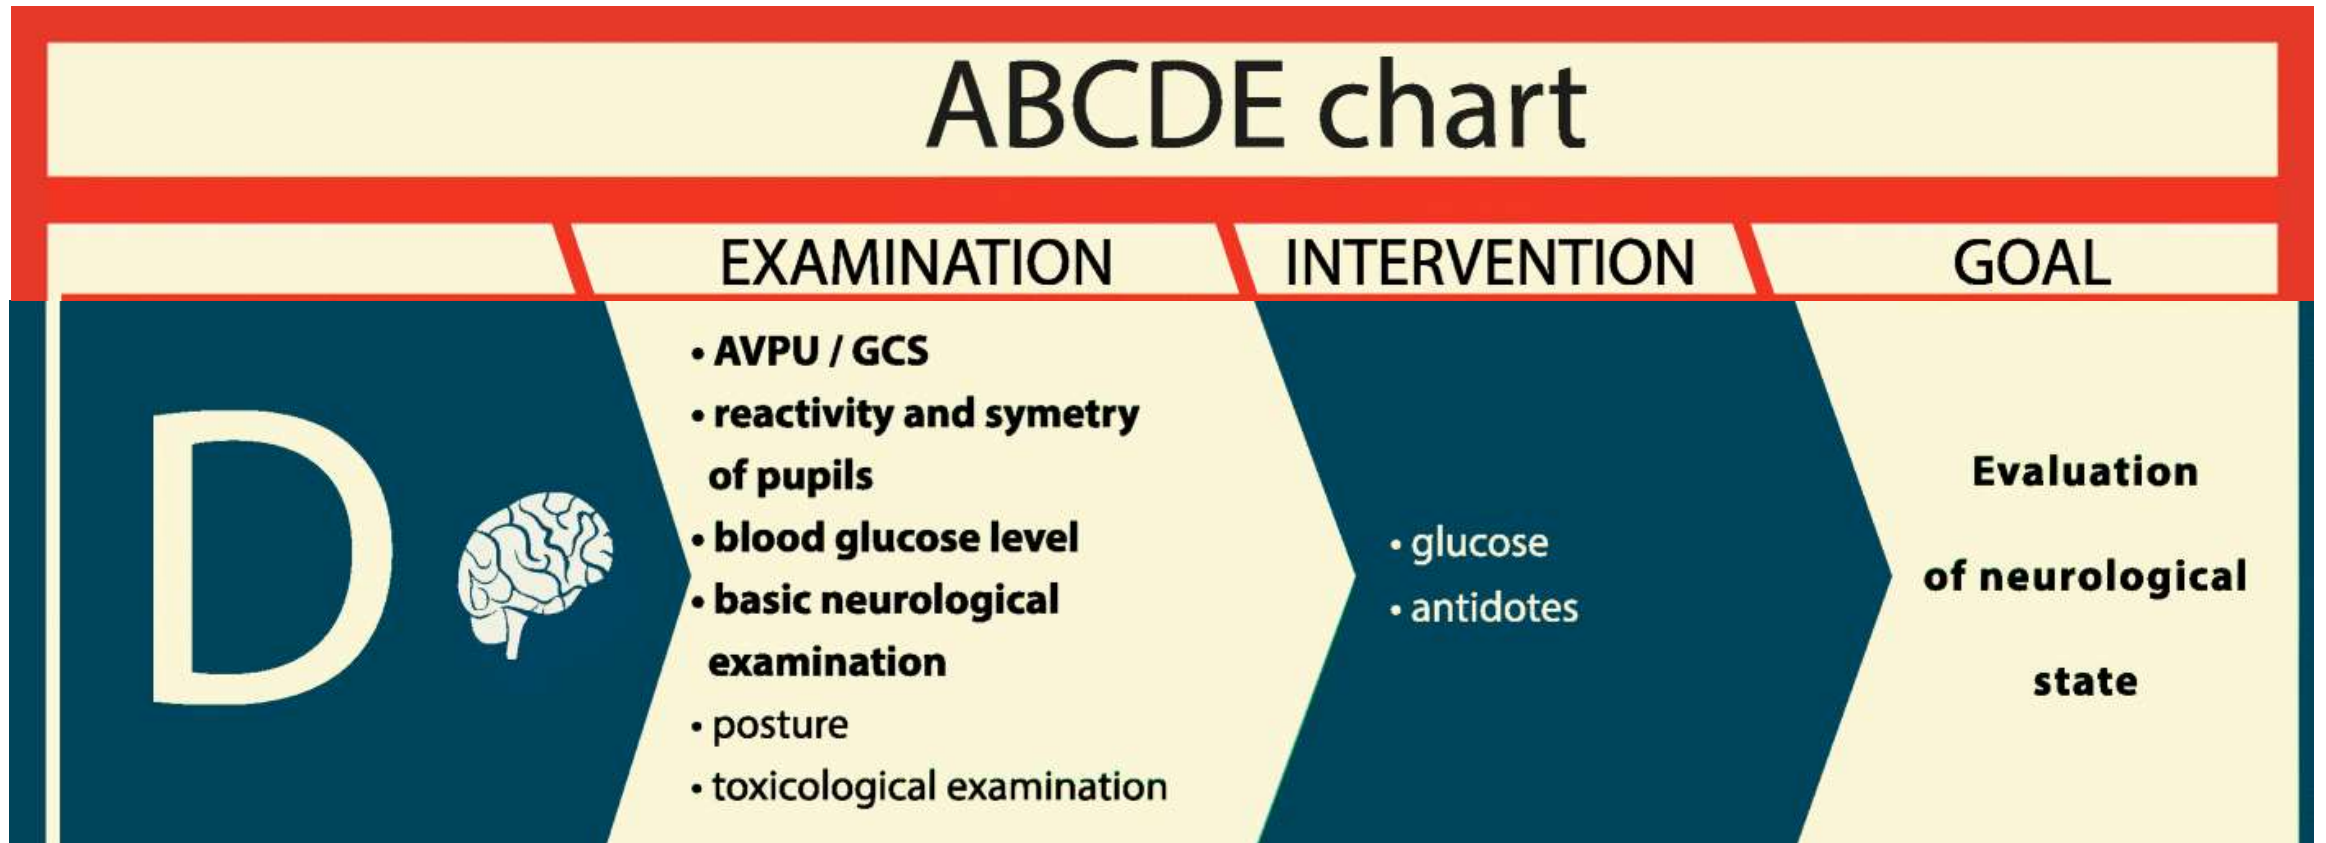 ABCDE chart
EXAMINATION
INTERVENTION
GOAL
D
• AVPU / GCS
• reactivity and symetry
of pupils
• blood glucose level
• basic neurological
examination
• posture
• toxicological examination
• glucose
• antidotes
Evaluation
of neurological
state